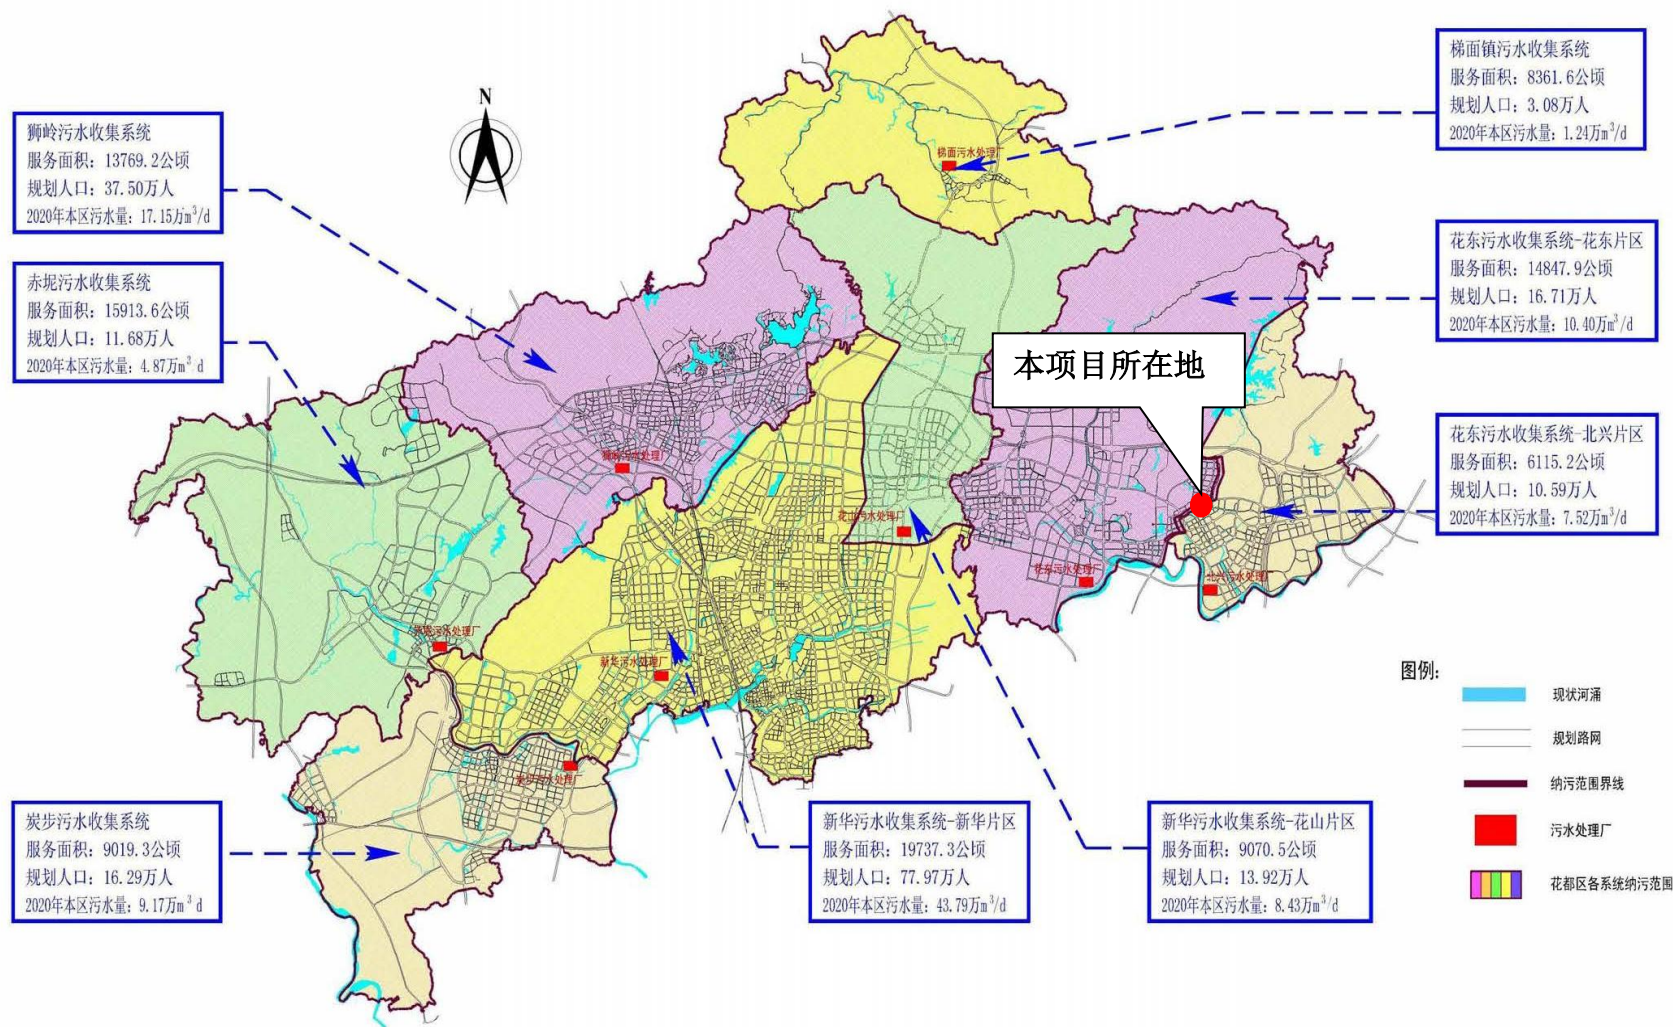 N
梯面镇污水收集系统
服务面积：8361.6公顷
规划人口：3.08万人
2020年本区污水量：1.24万m³/d
狮岭污水收集系统
服务面积：13769.2公顷
规划人口：37.50万人
2020年本区污水量：17.15万m³/d
花东污水收集系统-花东片区
服务面积：14847.9公顷
规划人口：16.71万人
2020年本区污水量：10.40万m³/d
赤坭污水收集系统
服务面积：15913.6公顷
规划人口：11.68万人
2020年本区污水量：4.87万m³ d
本项目所在地
花东污水收集系统-北兴片区
服务面积：6115.2公顷
规划人口：10.59万人
2020年本区污水量：7.52万m³/d
梯面污水处理厂
狮岭污水处理厂
花山污水处理厂
花东污水处理厂
北兴污水处理厂
新华污水处理厂
图例:
现状河涌
规划路网
纳污范围界线
污水处理厂
花都区各系统纳污范围
炭步污水收集系统
服务面积：9019.3公顷
规划人口：16.29万人
2020年本区污水量：9.17万m³ d
新华污水收集系统-新华片区
服务面积：19737.3公顷
规划人口：77.97万人
2020年本区污水量：43.79万m³/d
新华污水收集系统-花山片区
服务面积：9070.5公顷
规划人口：13.92万人
2020年本区污水量：8.43万m³/d